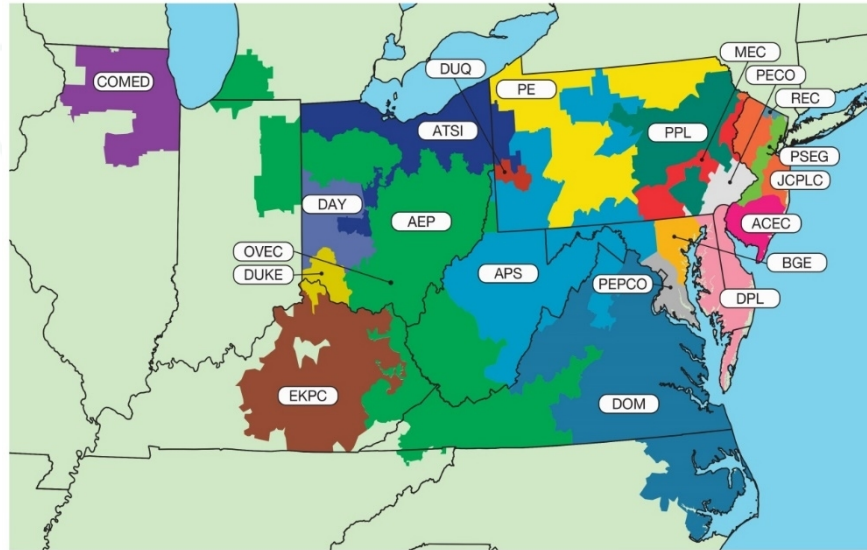 COMED
DUQ
PE
MEC
PECO
REC
ATSI
PPL
PSEG
JCPLC
DAY
AEP
ACEC
OVEC
DUKE
APS
PEPCO
BGE
DPL
EKPC
DOM